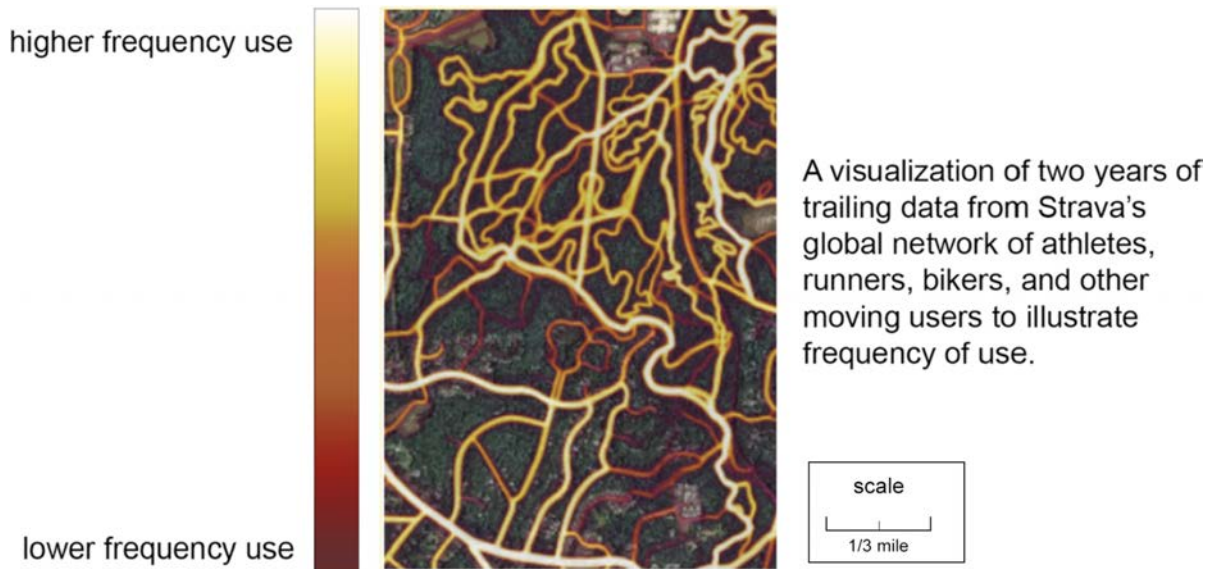 higher frequency use
lower frequency use
A visualization of two years of
trailing data from Strava's
global network of athletes,
runners, bikers, and other
moving users to illustrate
frequency of use.
scale
1/3 mile